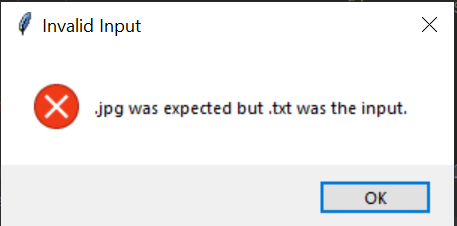 Invalid Input
.jpg was expected but .txt was the input.
OK